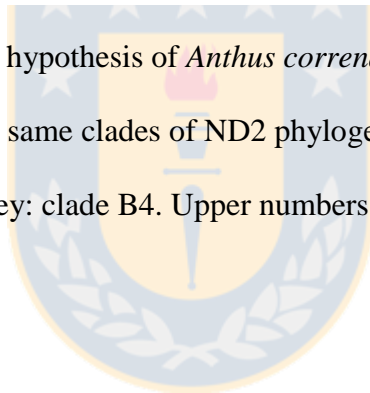 hypothesis of Anthus corren
same clades of ND2 phyloge
ey: clade B4. Upper numbers